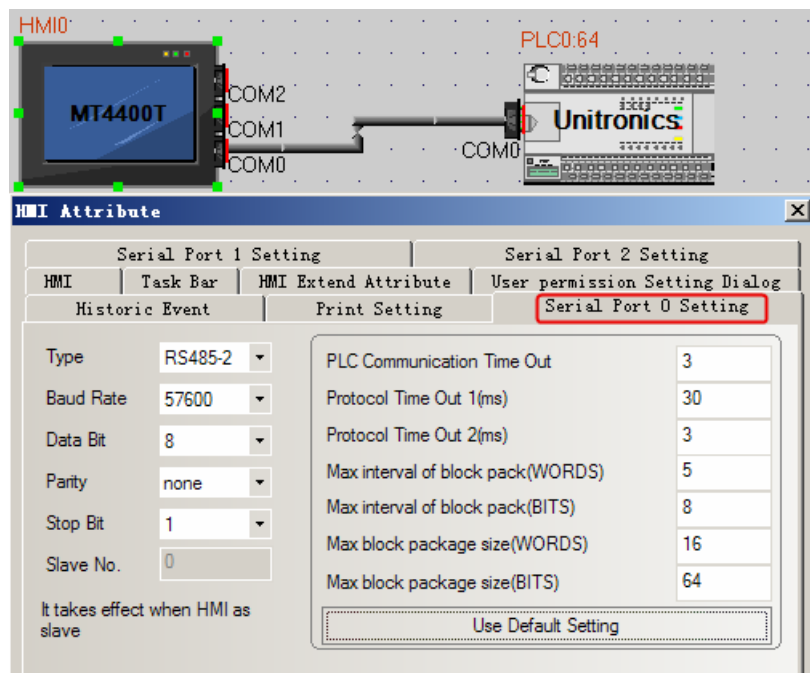 HMI0
PLC0:64
MT4400T
COM2
COM1
COM0
Unitronics
COM0
HMI Attribute
Serial Port 1 Setting
Serial Port 2 Setting
HMI
Task Bar
HMI Extend Attribute
User permission Setting Dialog
Historic Event
Print Setting
Serial Port 0 Setting
Type RS485-2
Baud Rate 57600
Data Bit 8
Parity none
Stop Bit 1
Slave No. 0
It takes effect when HMI as
slave
PLC Communication Time Out 3
Protocol Time Out 1(ms) 30
Protocol Time Out 2(ms) 3
Max interval of block pack(WORDS) 5
Max interval of block pack(BITS) 8
Max block package size(WORDS) 16
Max block package size(BITS) 64
Use Default Setting